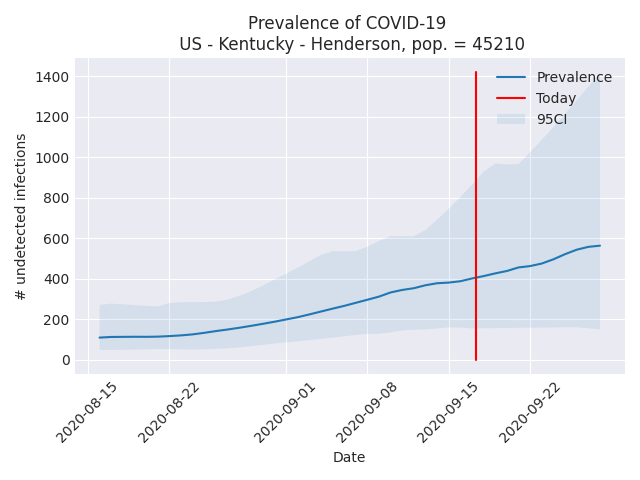 Prevalence of COVID-19
US - Kentucky - Henderson, pop. = 45210
Prevalence
Today
95CI
# undetected infections
1400
1200
1000
800
600
400
200
0
2020-08-15
2020-08-22
2020-09-01
2020-09-08
2020-09-15
2020-09-22
Date